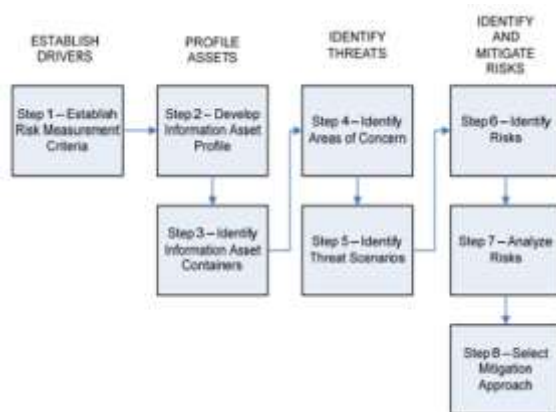 ESTABLISH
DRIVERS
PROFILE
ASSETS
IDENTIFY
THREATS
IDENTIFY
AND
MITIGATE
RISKS
Step 1 – Establish
Risk Measurement
Criteria
Step 2 – Develop
Information Asset
Profile
Step 3 – Identify
Information Asset
Containers
Step 4 – Identify
Areas of Concern
Step 5 – Identify
Threat Scenarios
Step 6 – Identify
Risks
Step 7 – Analyze
Risks
Step 8 – Select
Mitigation
Approach